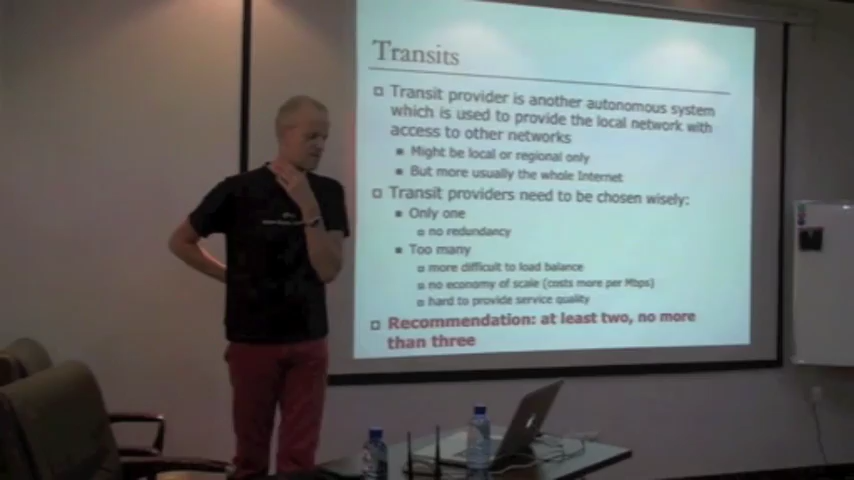 Transits
Transit provider is another autonomous system
which is used to provide the local network with
access to other networks
Might be local or regional only
But more usually the whole Internet
Transit providers need to be chosen wisely:
Only one
no redundancy
Too many
more difficult to load balance
no economy of scale (costs more per Mbps)
hard to provide service quality
Recommendation: at least two, no more
than three